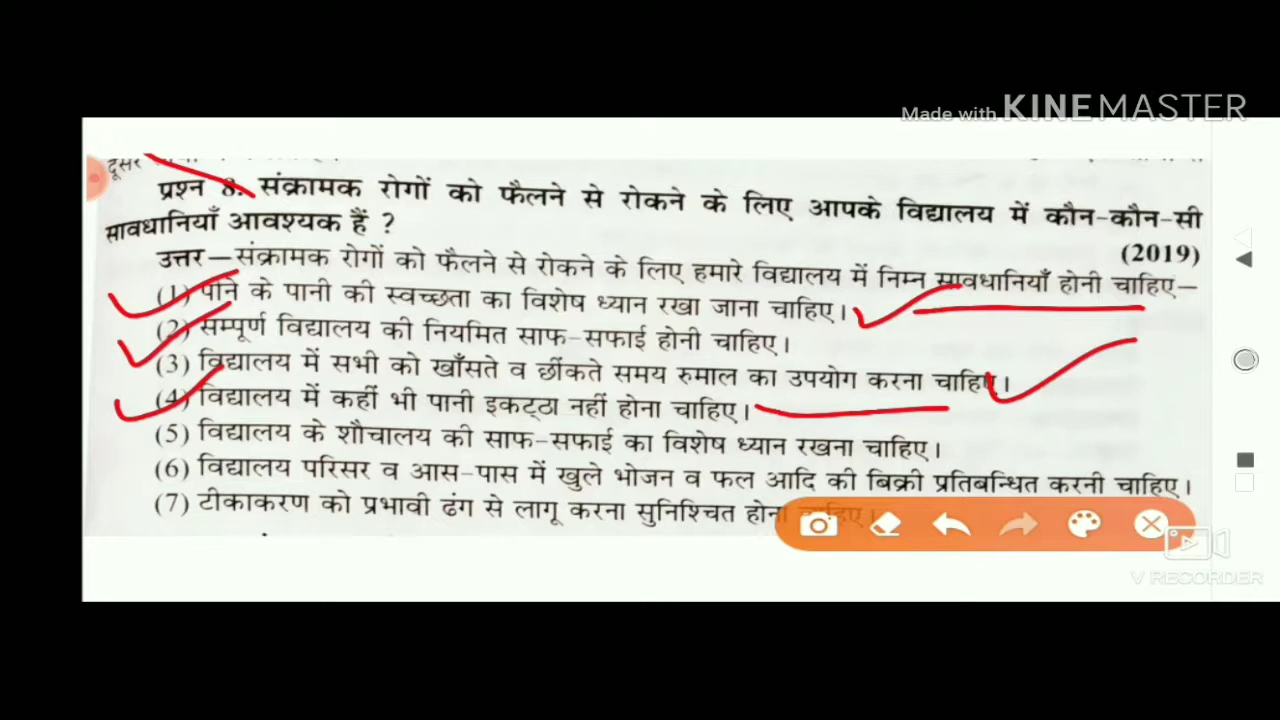 Made with KINEMASTER
दूसर
प्रश्न 8. संक्रामक रोगों को फैलने से रोकने के लिए आपके विद्यालय में कौन-कौन-सी
सावधानियाँ आवश्यक हैं ?
(2019)
उत्तर—संक्रामक रोगों को फैलने से रोकने के लिए हमारे विद्यालय में निम्न सावधानियाँ होनी चाहिए—
(1) पीने के पानी की स्वच्छता का विशेष ध्यान रखा जाना चाहिए।
(2) सम्पूर्ण विद्यालय की नियमित साफ-सफाई होनी चाहिए।
(3) विद्यालय में सभी को खाँसते व छींकते समय रुमाल का उपयोग करना चाहिए।
(4) विद्यालय में कहीं भी पानी इकट्ठा नहीं होना चाहिए।
(5) विद्यालय के शौचालय की साफ-सफाई का विशेष ध्यान रखना चाहिए।
(6) विद्यालय परिसर व आस-पास में खुले भोजन व फल आदि की बिक्री प्रतिबन्धित करनी चाहिए।
(7) टीकाकरण को प्रभावी ढंग से लागू करना सुनिश्चित होना चाहिए।
V RECORDER